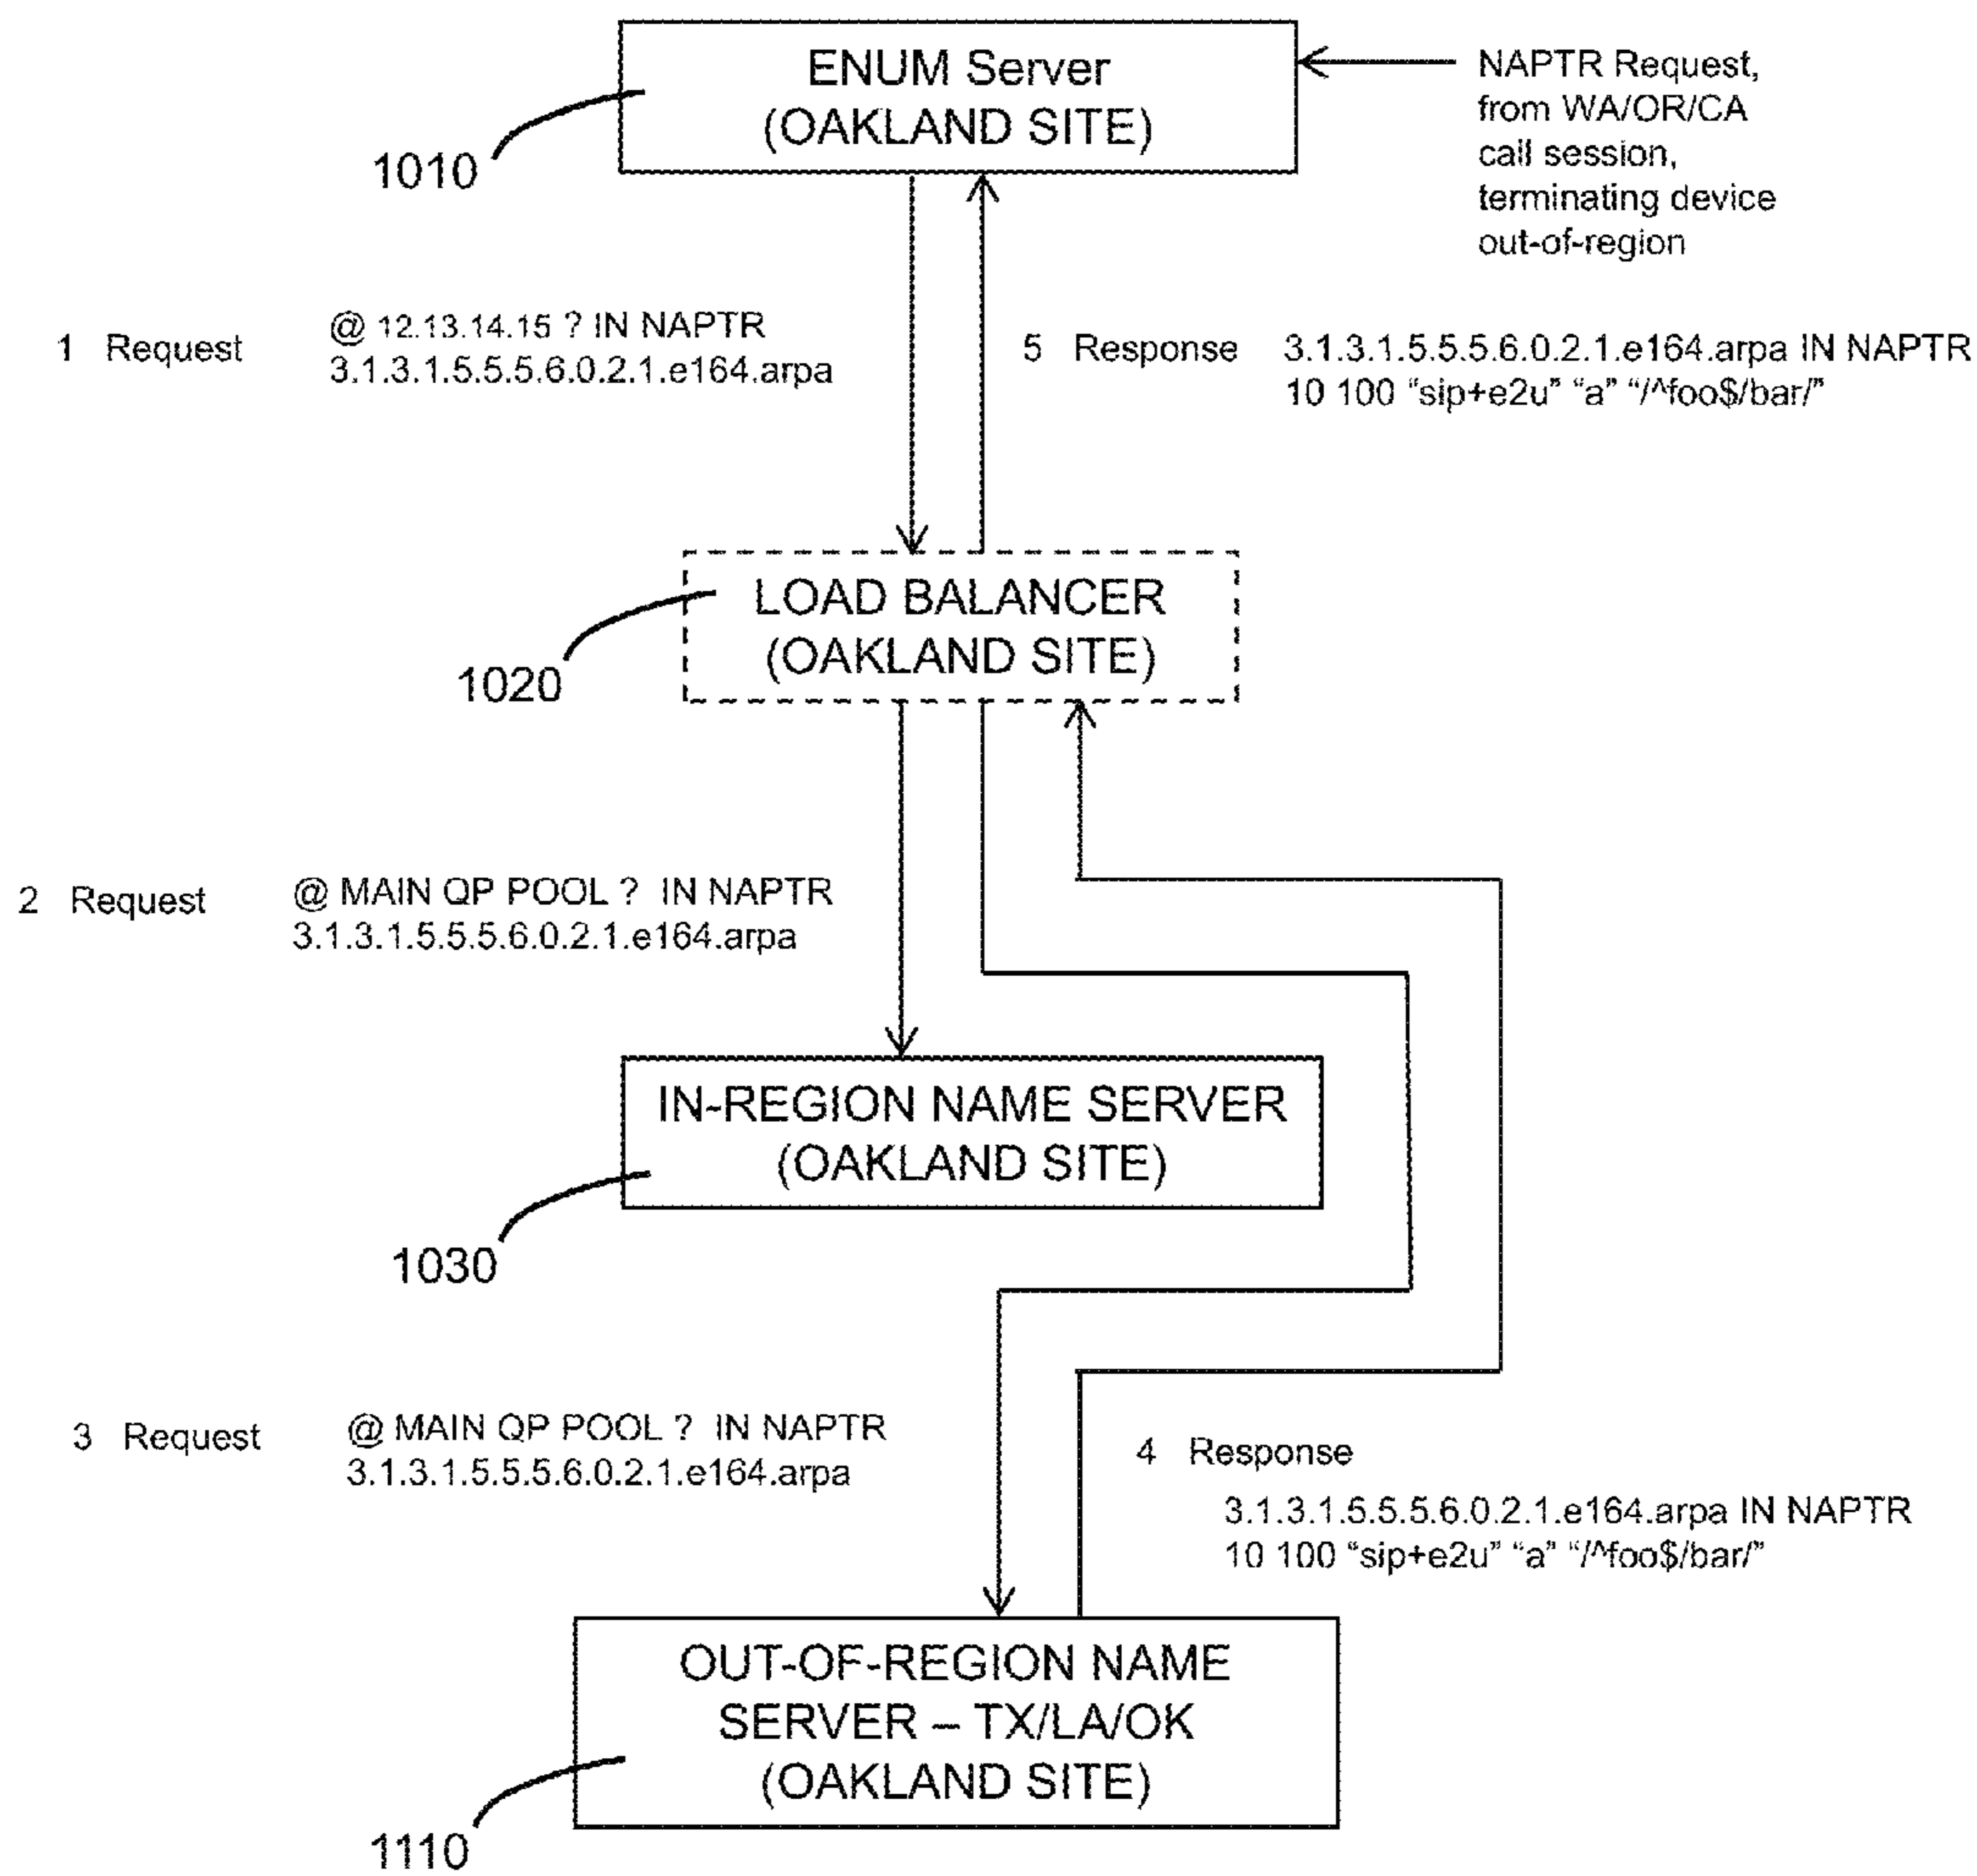 ENUM Server
(OAKLAND SITE)
1010
NAPTR Request,
from WA/OR/CA
call session,
terminating device
out-of-region
1 Request
@ 12.13.14.15 ? IN NAPTR
3.1.3.1.5.5.5.6.0.2.1.e164.arpa
5 Response
3.1.3.1.5.5.5.6.0.2.1.e164.arpa IN NAPTR
10 100 “sip+e2u” “a” “/^foo$/bar/”
LOAD BALANCER
(OAKLAND SITE)
1020
2 Request
@ MAIN QP POOL ? IN NAPTR
3.1.3.1.5.5.5.6.0.2.1.e164.arpa
IN-REGION NAME SERVER
(OAKLAND SITE)
1030
3 Request
@ MAIN QP POOL ? IN NAPTR
3.1.3.1.5.5.5.6.0.2.1.e164.arpa
4 Response
3.1.3.1.5.5.5.6.0.2.1.e164.arpa IN NAPTR
10 100 “sip+e2u” “a” “/^foo$/bar/”
OUT-OF-REGION NAME
SERVER – TX/LA/OK
(OAKLAND SITE)
1110